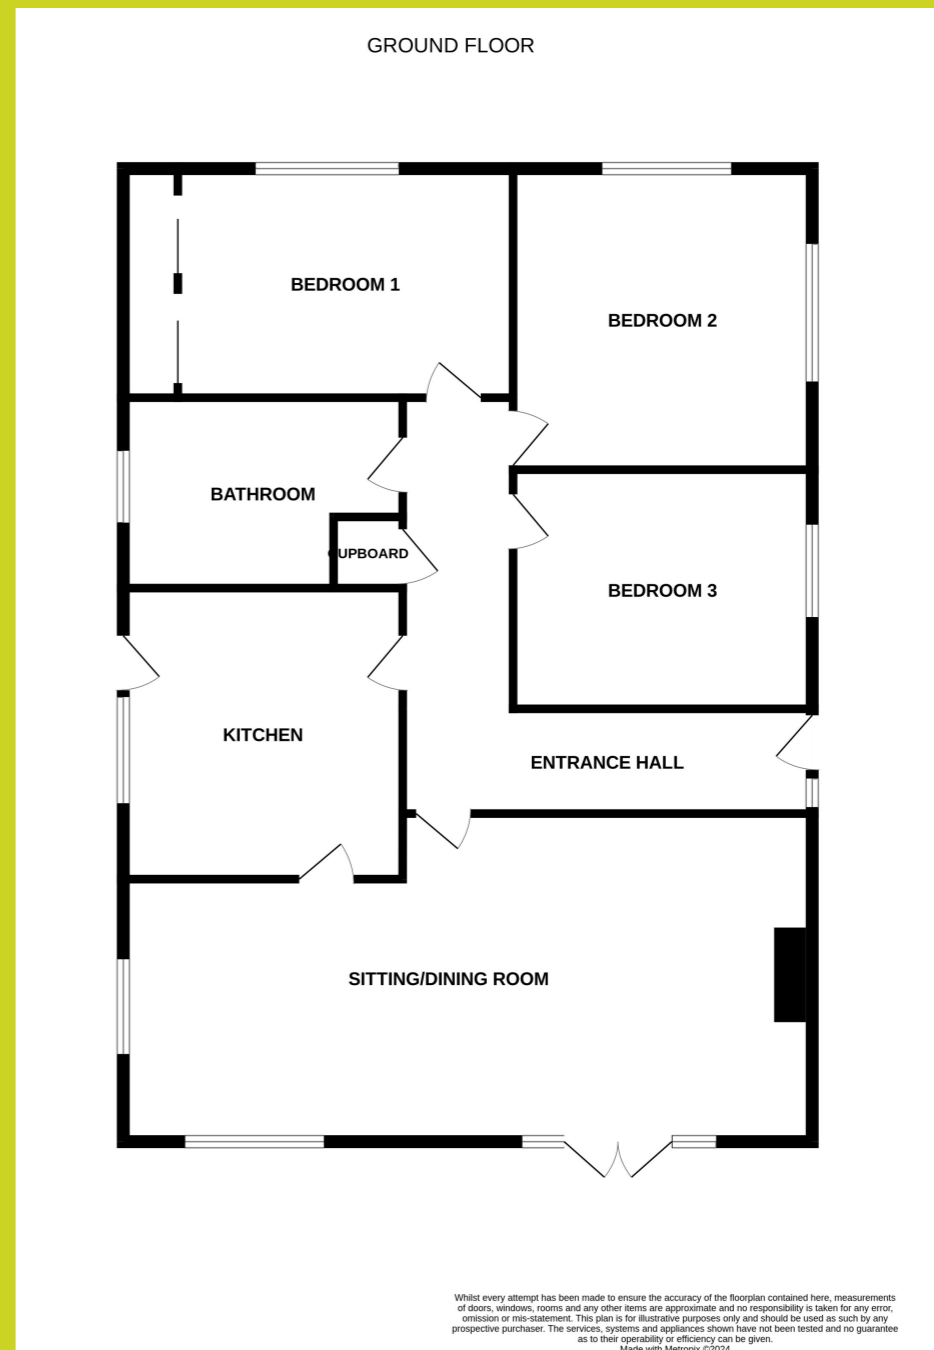 GROUND FLOOR
BEDROOM 1
BEDROOM 2
BATHROOM
CUPBOARD
BEDROOM 3
KITCHEN
ENTRANCE HALL
SITTING/DINING ROOM
Whilst every attempt has been made to ensure the accuracy of the floorplan contained here, measurements
of doors, windows, rooms and any other items are approximate and no responsibility is taken for any error,
omission or mis-statement. This plan is for illustrative purposes only and should be used as such by any
prospective purchaser. The services, systems and appliances shown have not been tested and no guarantee
as to their operability or efficiency can be given.
Made with Metropix ©2024